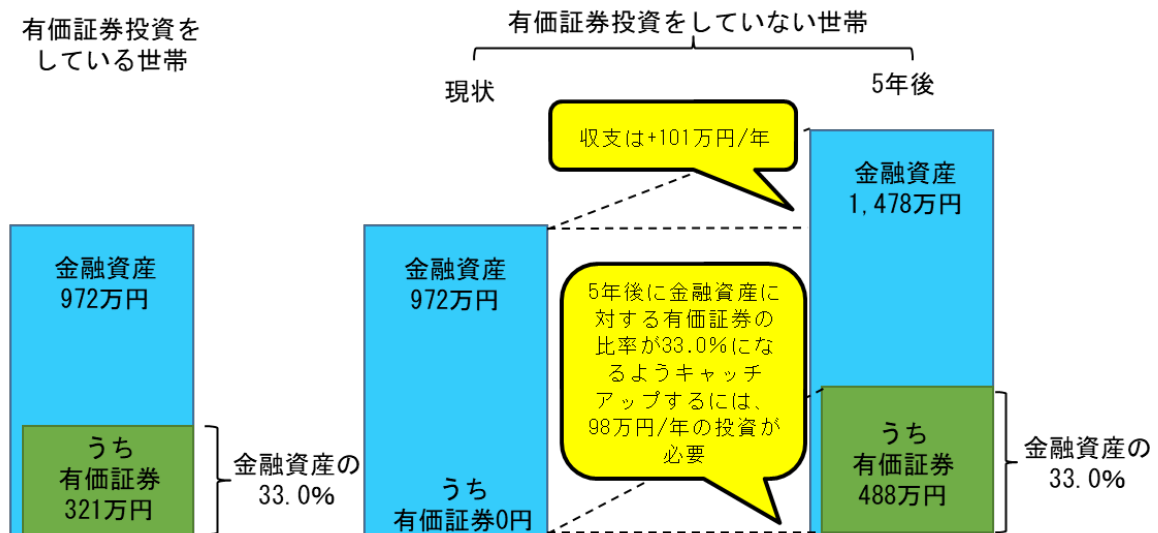 有価証券投資を
している世帯
有価証券投資をしていない世帯
現状
5年後
収支は+101万円/年
金融資産
1,478万円
金融資産
972万円
金融資産
972万円
5年後に金融資産に
対する有価証券の
比率が33.0%にな
るようキャッチ
アップするには、
98万円/年の投資が
必要
うち
有価証券
321万円
金融資産の
33.0%
うち
有価証券0円
うち
有価証券
488万円
金融資産の
33.0%